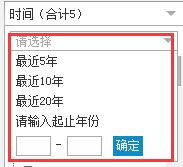 时间（合计5）
请选择
最近5年
最近10年
最近20年
请输入起止年份
- 确定